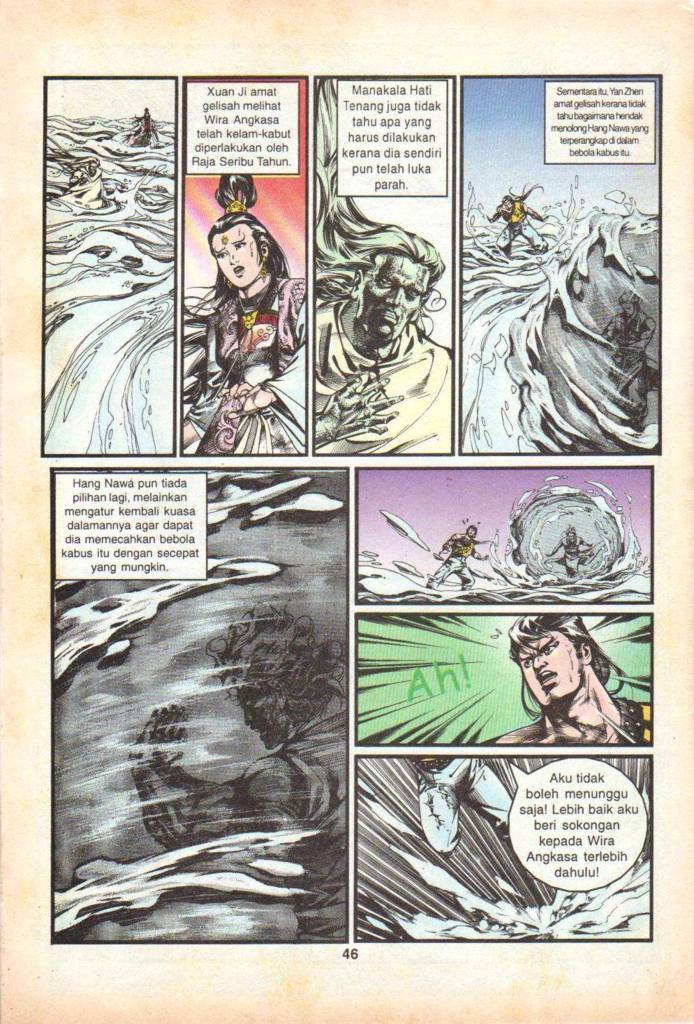 Xuan Ji amat
gelisah melihat
Wira Angkasa
telah kelam-kabut
diperlakukan oleh
Raja Seribu Tahun.
Manakala Hati
Tenang juga tidak
tahu apa yang
harus dilakukan
kerana dia sendiri
pun telah luka
parah.
Sementara itu, Yan Zhen
amat gelisah kerana tidak
tahu bagaimana hendak
menolong Hang Nawa yang
terperangkap di dalam
bebola kabus itu.
Hang Nawa pun tiada
pilihan lagi, melainkan
mengatur kembali kuasa
dalamannya agar dapat
dia memecahkan bebola
kabus itu dengan secepat
yang mungkin.
Ah!
Aku tidak
boleh menunggu
saja! Lebih baik aku
beri sokongan
kepada Wira
Angkasa terlebih
dahulu!
46